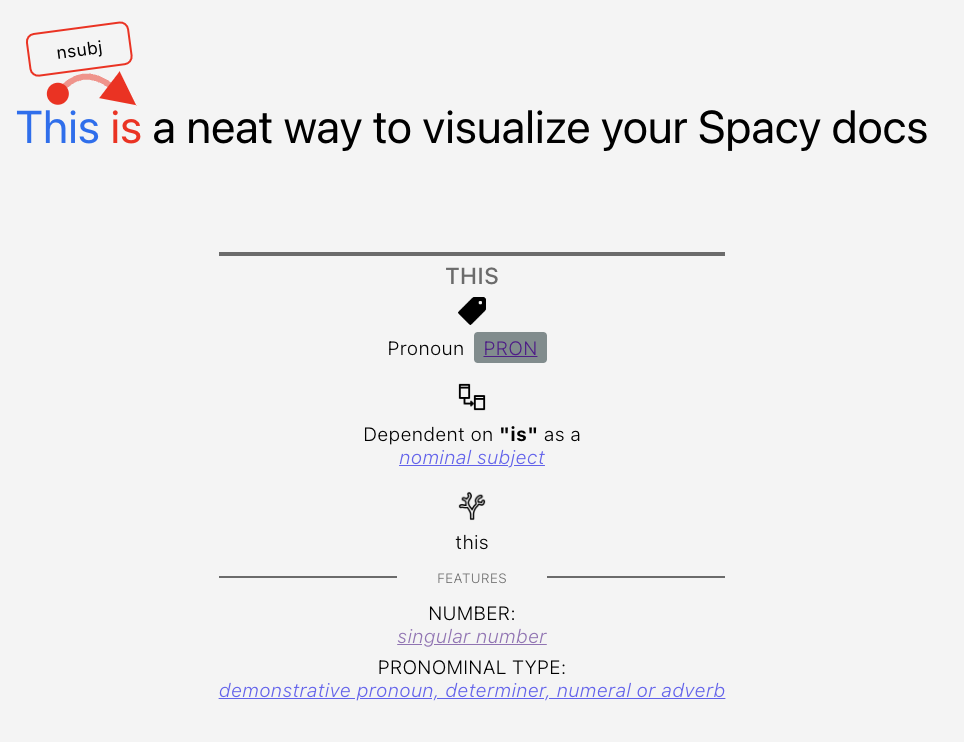 nsubj
This is a neat way to visualize your Spacy docs
THIS
Pronoun PRON
Dependent on "is" as a
nominal subject
this
FEATURES
NUMBER:
singular number
PRONOMINAL TYPE:
demonstrative pronoun, determiner, numeral or adverb